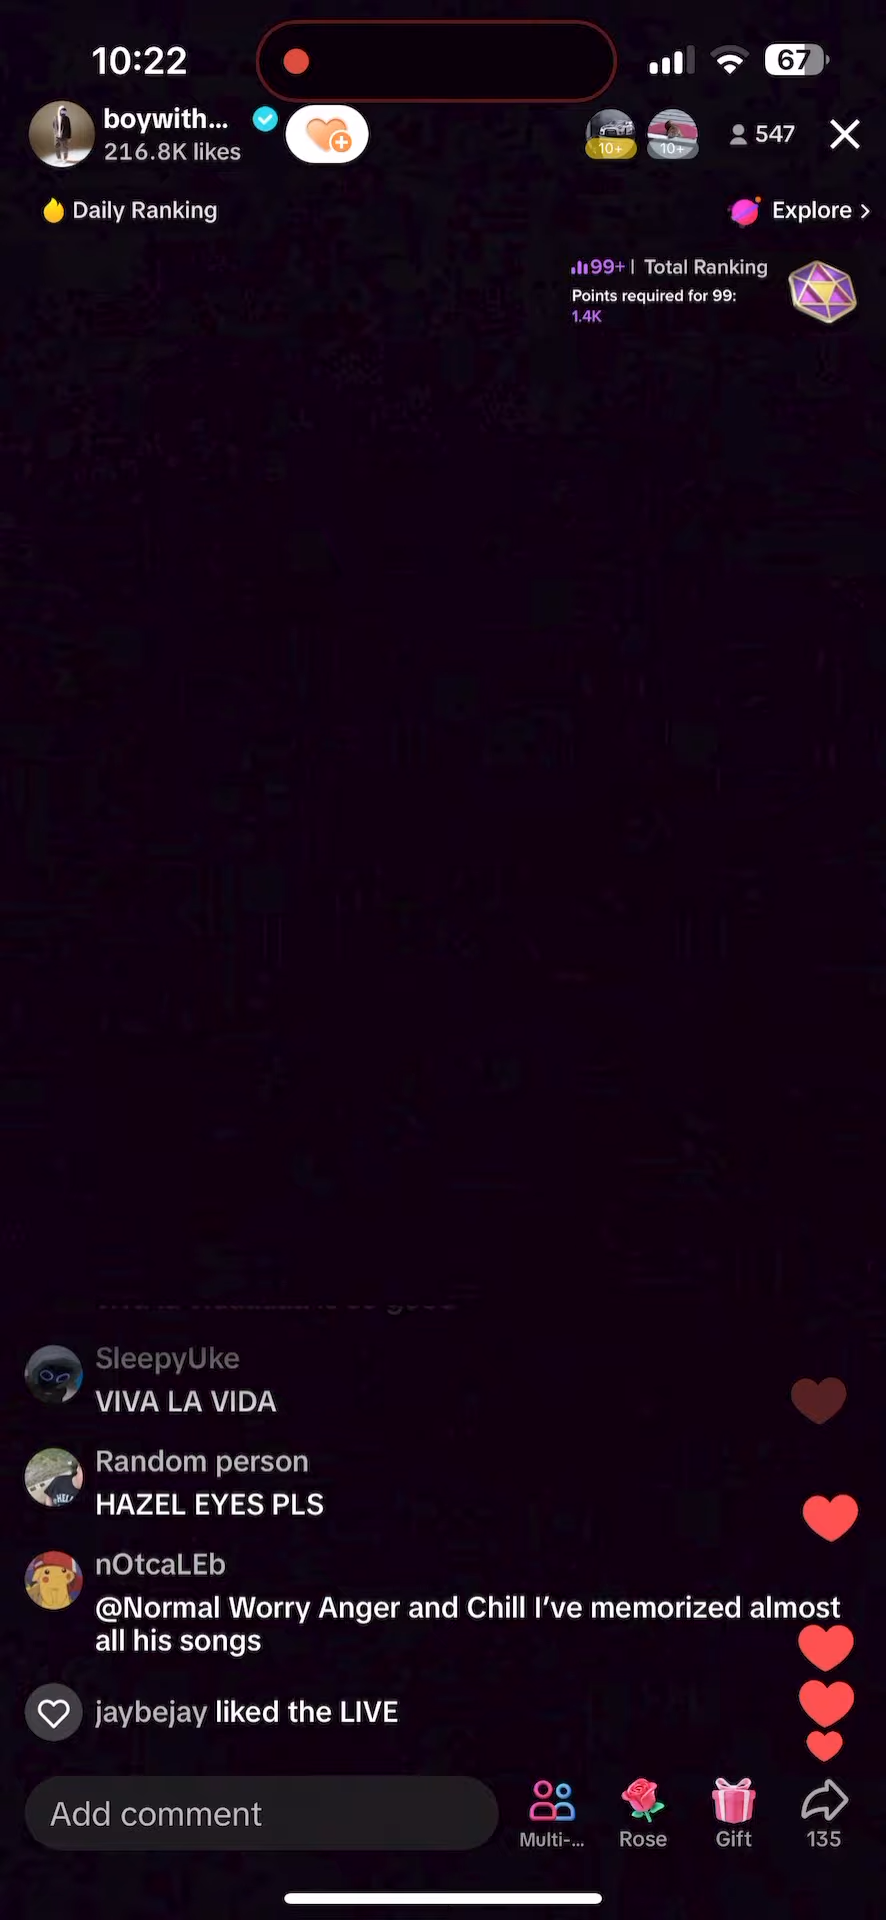 10:22
67
boywith...
216.8K likes
10+
10+
547
Daily Ranking
Explore >
99+ | Total Ranking
Points required for 99:
1.4K
SleepyUke
VIVA LA VIDA
Random person
HAZEL EYES PLS
nOtcaLEb
@Normal Worry Anger and Chill I've memorized almost
all his songs
jaybejay liked the LIVE
Add comment
Multi-...
Rose
Gift
135